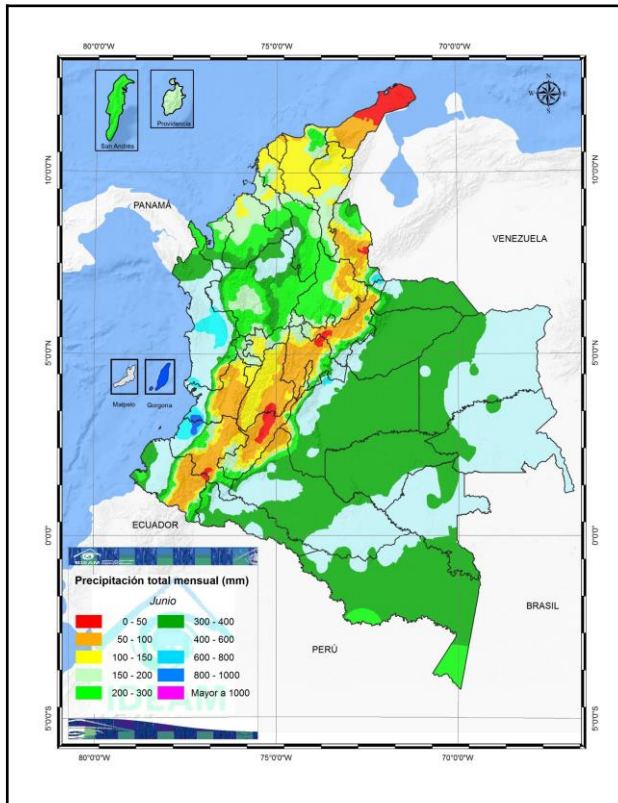 80°0'0"W 75°0'0"W 70°0'0"W
San Andrés
Providencia
N
W E
S
10°0'0"N 10°0'0"N
PANAMÁ
VENEZUELA
5°0'0"N 5°0'0"N
Malpelo
Gorgona
ECUADOR
0°0'0" 0°0'0"
IDEAM
Precipitación total mensual (mm)
Junio
0 - 50 300 - 400
50 - 100 400 - 600
100 - 150 600 - 800
150 - 200 800 - 1000
200 - 300 Mayor a 1000
IDEAM
BRASIL
PERÚ
5°0'0"S 5°0'0"S
80°0'0"W 75°0'0"W 70°0'0"W